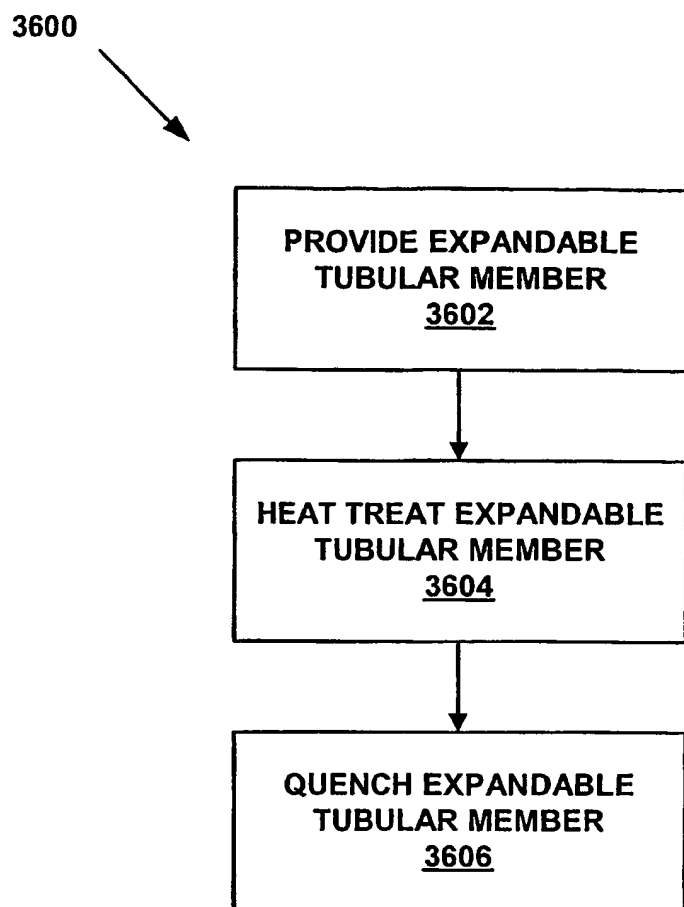 3600
PROVIDE EXPANDABLE
TUBULAR MEMBER
3602
HEAT TREAT EXPANDABLE
TUBULAR MEMBER
3604
QUENCH EXPANDABLE
TUBULAR MEMBER
3606